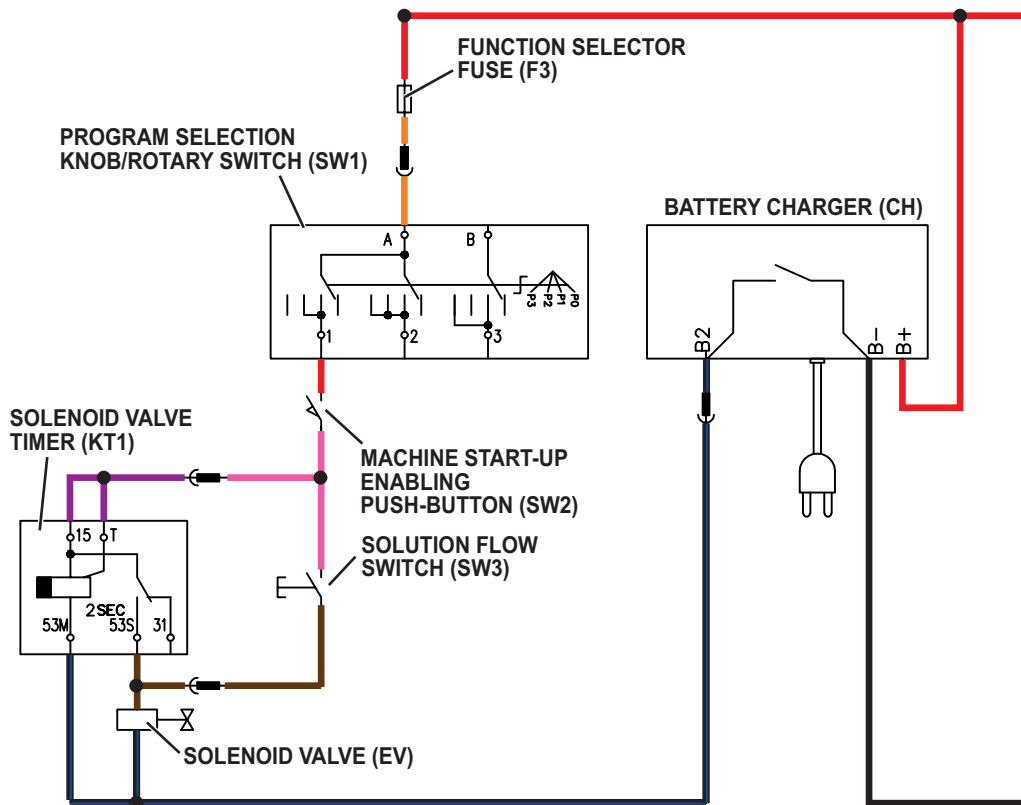 FUNCTION SELECTOR
FUSE (F3)
PROGRAM SELECTION
KNOB/ROTARY SWITCH (SW1)
BATTERY CHARGER (CH)
A
B
P3
P2
P1
P0
1
2
3
B2
B-
B+
SOLENOID VALVE
TIMER (KT1)
MACHINE START-UP
ENABLING
PUSH-BUTTON (SW2)
15
T
SOLUTION FLOW
SWITCH (SW3)
2SEC
53M
53S
31
SOLENOID VALVE (EV)